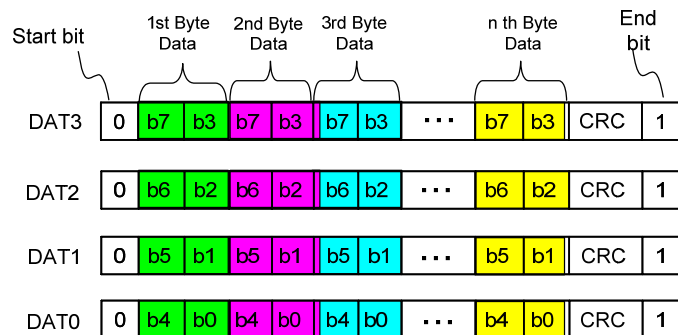 Start bit
1st Byte
Data
2nd Byte
Data
3rd Byte
Data
n th Byte
Data
End
bit
DAT3 0 b7 b3 b7 b3 b7 b3 ... b7 b3 CRC 1
DAT2 0 b6 b2 b6 b2 b6 b2 ... b6 b2 CRC 1
DAT1 0 b5 b1 b5 b1 b5 b1 ... b5 b1 CRC 1
DAT0 0 b4 b0 b4 b0 b4 b0 ... b4 b0 CRC 1